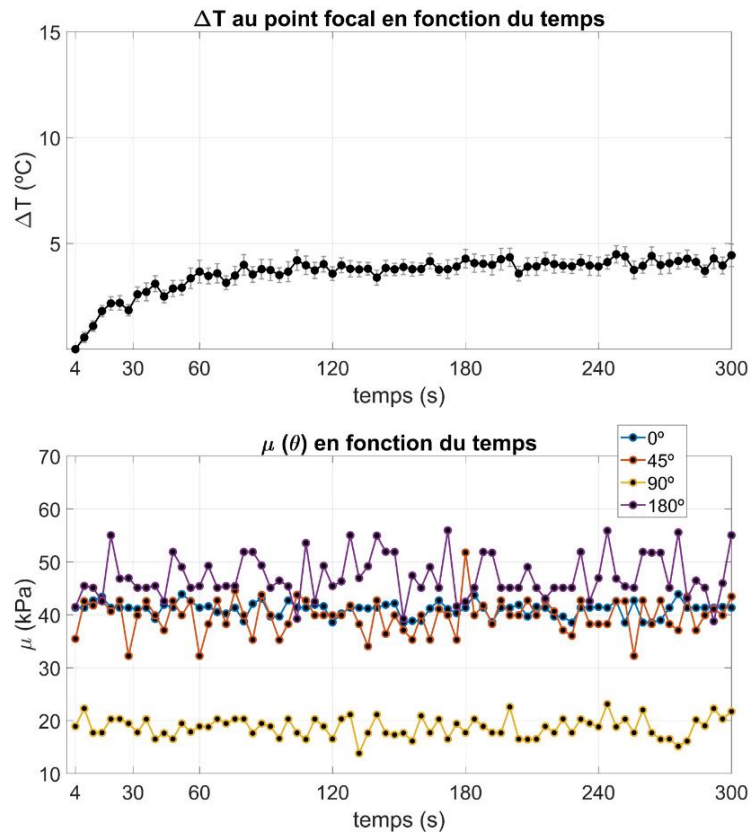 ΔT au point focal en fonction du temps
15
10
5
ΔT (ºC)
4 30 60 120 180 240 300
temps (s)
μ (θ) en fonction du temps
0º
45º
90º
180º
70
60
50
40
30
20
10
μ (kPa)
4 30 60 120 180 240 300
temps (s)